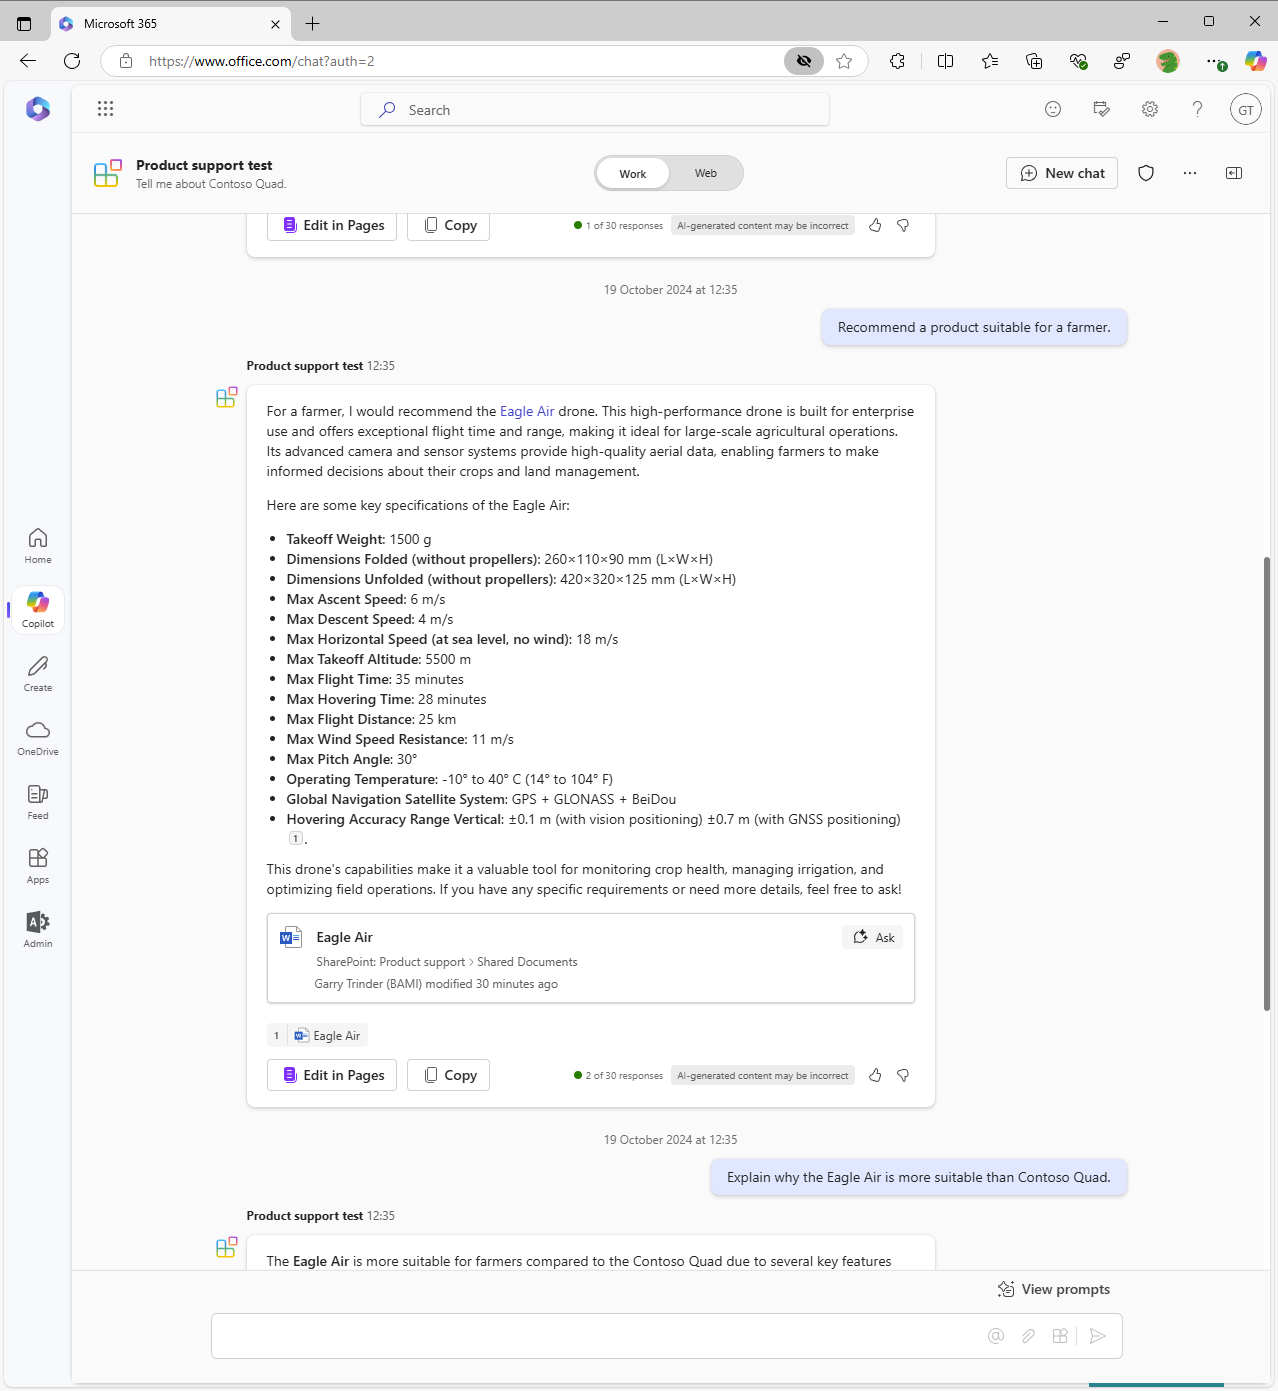 Microsoft 365
https://www.office.com/chat?auth=2
Search
GT
Product support test
Tell me about Contoso Quad.
Work
Web
New chat
Edit in Pages
Copy
1 of 30 responses
AI-generated content may be incorrect
19 October 2024 at 12:35
Recommend a product suitable for a farmer.
Product support test 12:35
For a farmer, I would recommend the Eagle Air drone. This high-performance drone is built for enterprise
use and offers exceptional flight time and range, making it ideal for large-scale agricultural operations.
Its advanced camera and sensor systems provide high-quality aerial data, enabling farmers to make
informed decisions about their crops and land management.
Here are some key specifications of the Eagle Air:
• Takeoff Weight: 1500 g
• Dimensions Folded (without propellers): 260×110×90 mm (L×W×H)
• Dimensions Unfolded (without propellers): 420×320×125 mm (L×W×H)
• Max Ascent Speed: 6 m/s
• Max Descent Speed: 4 m/s
• Max Horizontal Speed (at sea level, no wind): 18 m/s
• Max Takeoff Altitude: 5500 m
• Max Flight Time: 35 minutes
• Max Hovering Time: 28 minutes
• Max Flight Distance: 25 km
• Max Wind Speed Resistance: 11 m/s
• Max Pitch Angle: 30°
• Operating Temperature: -10° to 40° C (14° to 104° F)
• Global Navigation Satellite System: GPS + GLONASS + BeiDou
• Hovering Accuracy Range Vertical: ±0.1 m (with vision positioning) ±0.7 m (with GNSS positioning)
1 .
This drone's capabilities make it a valuable tool for monitoring crop health, managing irrigation, and
optimizing field operations. If you have any specific requirements or need more details, feel free to ask!
Eagle Air
Ask
SharePoint: Product support > Shared Documents
Garry Trinder (BAMI) modified 30 minutes ago
1 Eagle Air
Edit in Pages
Copy
2 of 30 responses
AI-generated content may be incorrect
19 October 2024 at 12:35
Explain why the Eagle Air is more suitable than Contoso Quad.
Product support test 12:35
The Eagle Air is more suitable for farmers compared to the Contoso Quad due to several key features
View prompts
Home
Copilot
Create
OneDrive
Feed
Apps
Admin